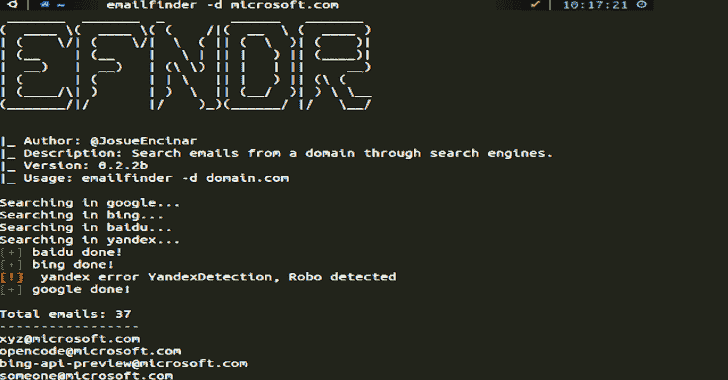 ~ emailfinder -d microsoft.com 10:17:21
EFNDR
|_ Author: @JosueEncinar
|_ Description: Search emails from a domain through search engines.
|_ Version: 0.2.2b
|_ Usage: emailfinder -d domain.com
Searching in google...
Searching in bing...
Searching in baidu...
Searching in yandex...
[+] baidu done!
[+] bing done!
[!] yandex error YandexDetection, Robo detected
[+] google done!
Total emails: 37
-----------------
xyz@microsoft.com
opencode@microsoft.com
bing-api-preview@microsoft.com
someone@microsoft.com